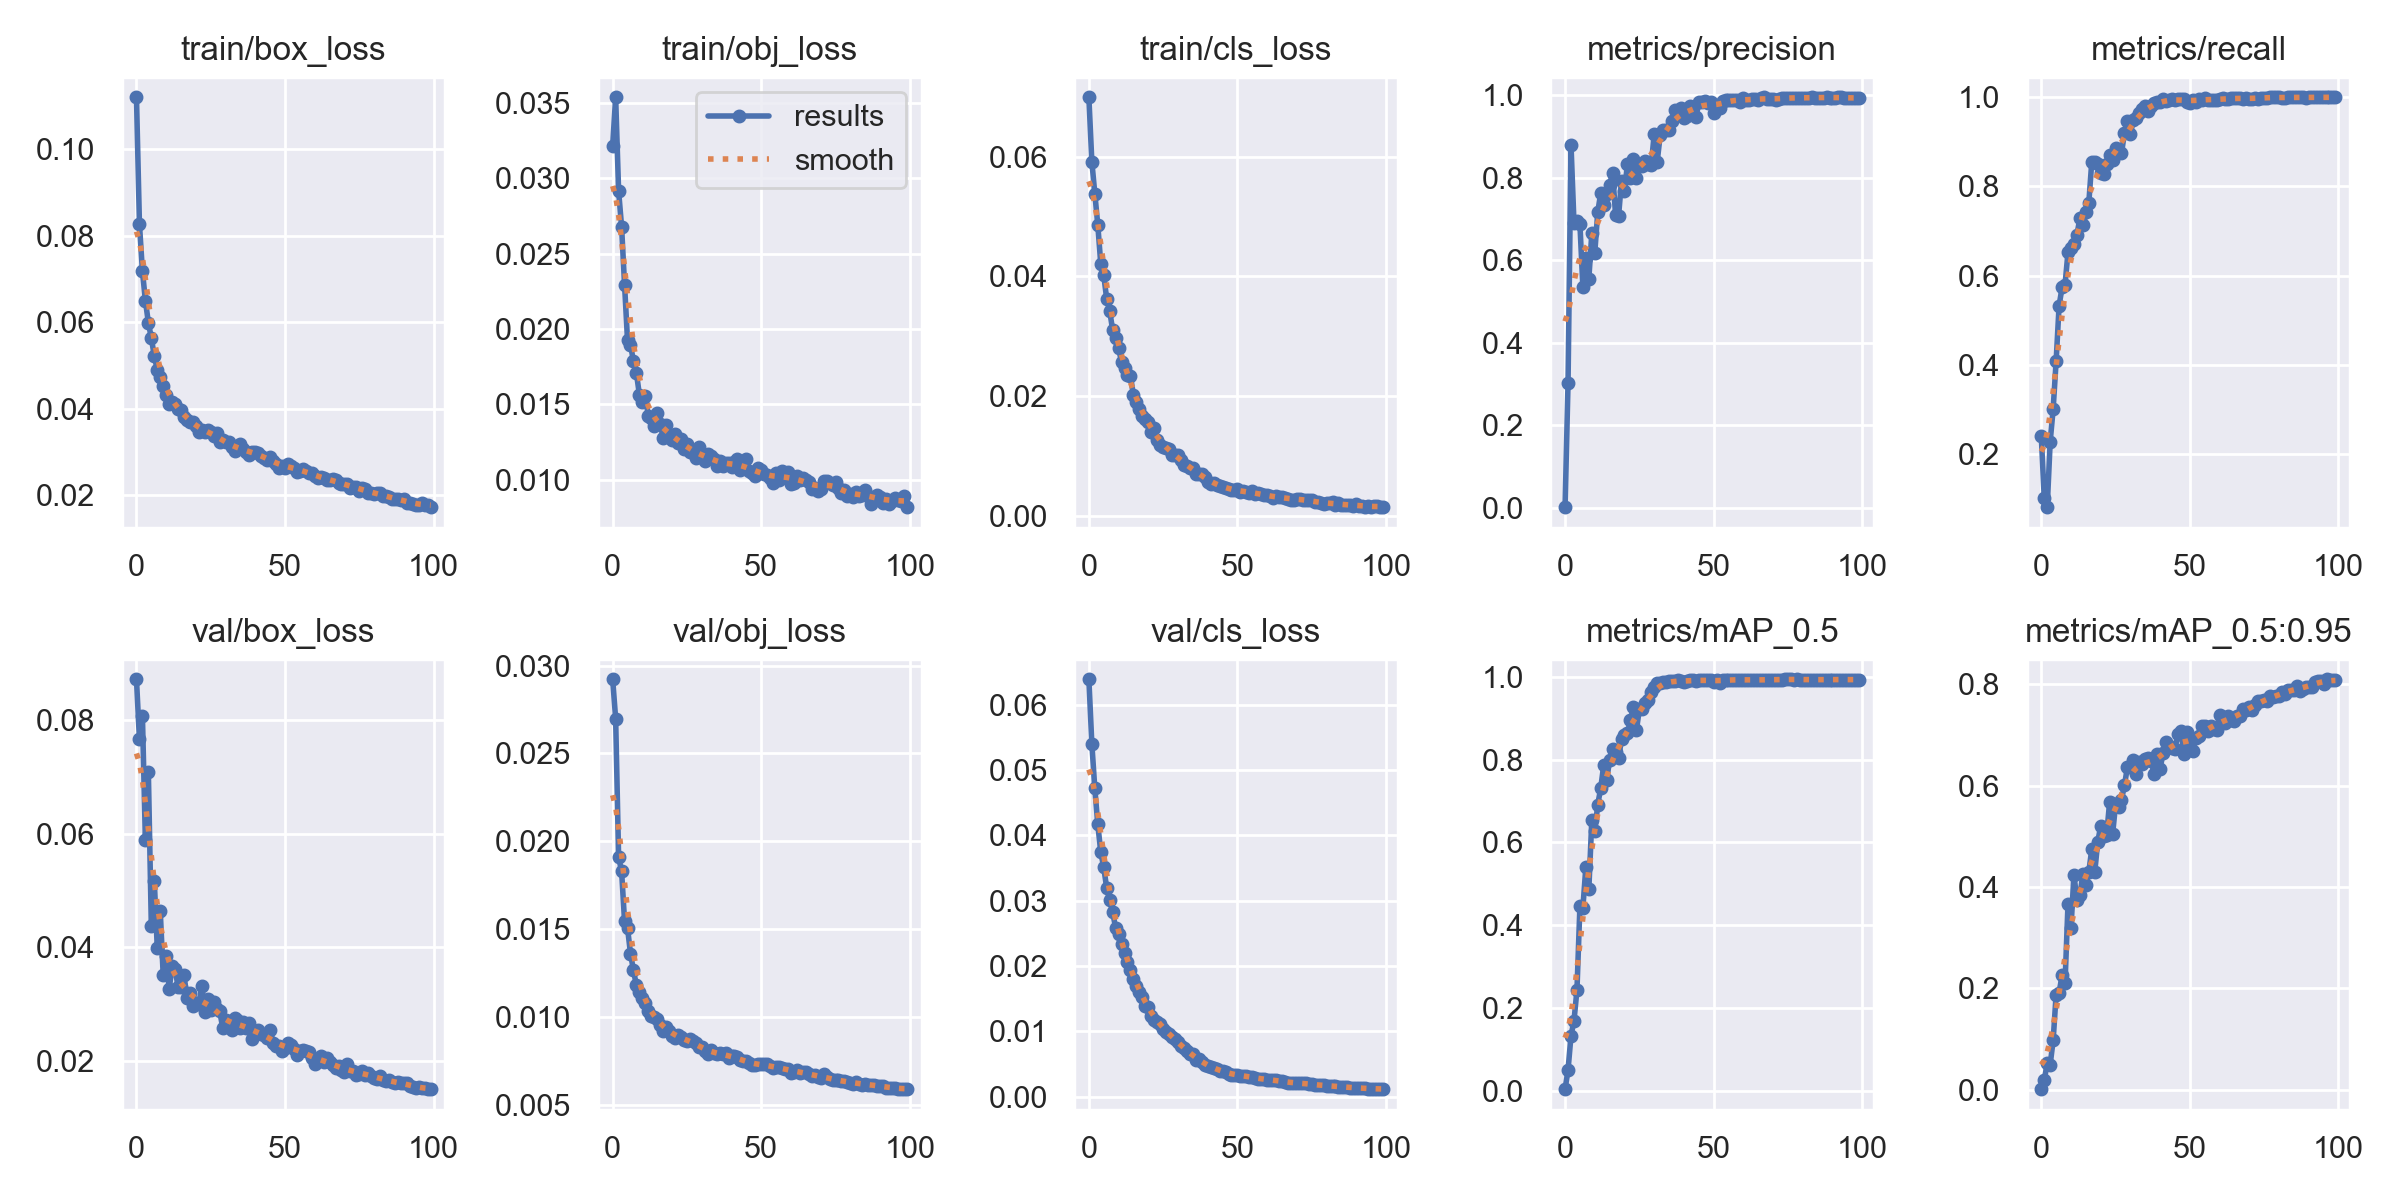 train/box_loss
0.10
0.08
0.06
0.04
0.02
0 50 100
train/obj_loss
0.035
0.030
0.025
0.020
0.015
0.010
results
smooth
0 50 100
train/cls_loss
0.06
0.04
0.02
0.00
0 50 100
metrics/precision
1.0
0.8
0.6
0.4
0.2
0.0
0 50 100
metrics/recall
1.0
0.8
0.6
0.4
0.2
0 50 100
val/box_loss
0.08
0.06
0.04
0.02
0 50 100
val/obj_loss
0.030
0.025
0.020
0.015
0.010
0.005
0 50 100
val/cls_loss
0.06
0.05
0.04
0.03
0.02
0.01
0.00
0 50 100
metrics/mAP_0.5
1.0
0.8
0.6
0.4
0.2
0.0
0 50 100
metrics/mAP_0.5:0.95
0.8
0.6
0.4
0.2
0.0
0 50 100